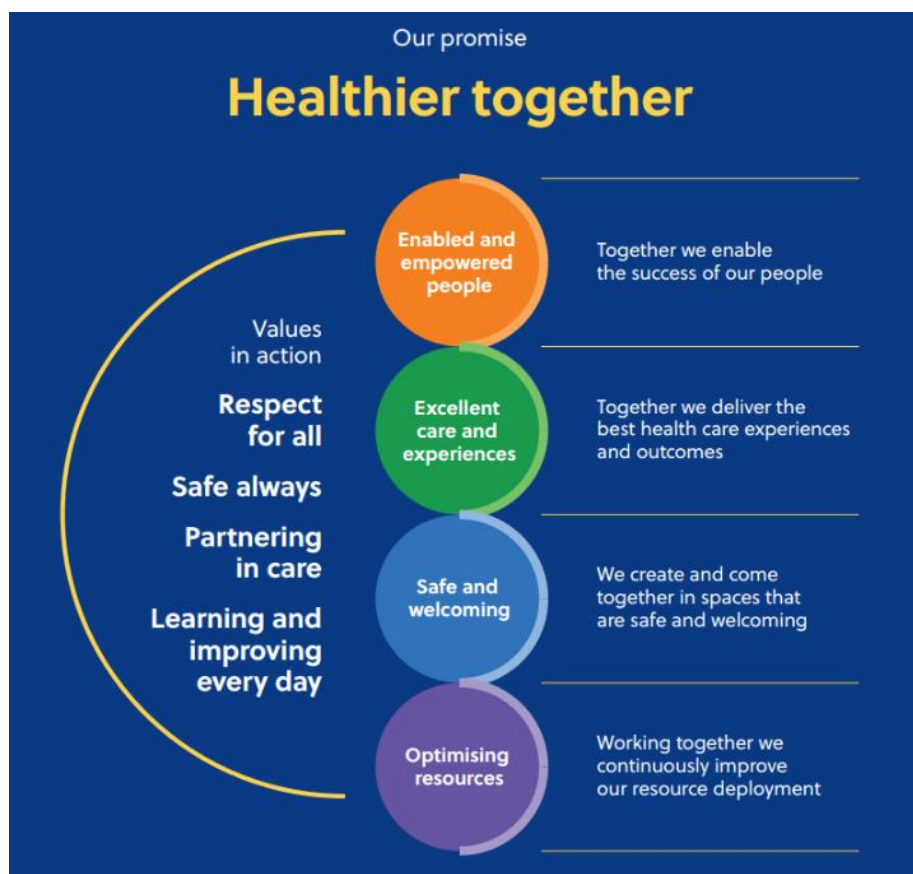 Our promise
Healthier together
Values
in action
Respect
for all
Safe always
Partnering
in care
Learning and
improving
every day
Enabled and
empowered
people
Together we enable
the success of our people
Excellent
care and
experiences
Together we deliver the
best health care experiences
and outcomes
Safe and
welcoming
We create and come
together in spaces that
are safe and welcoming
Optimising
resources
Working together we
continuously improve
our resource deployment